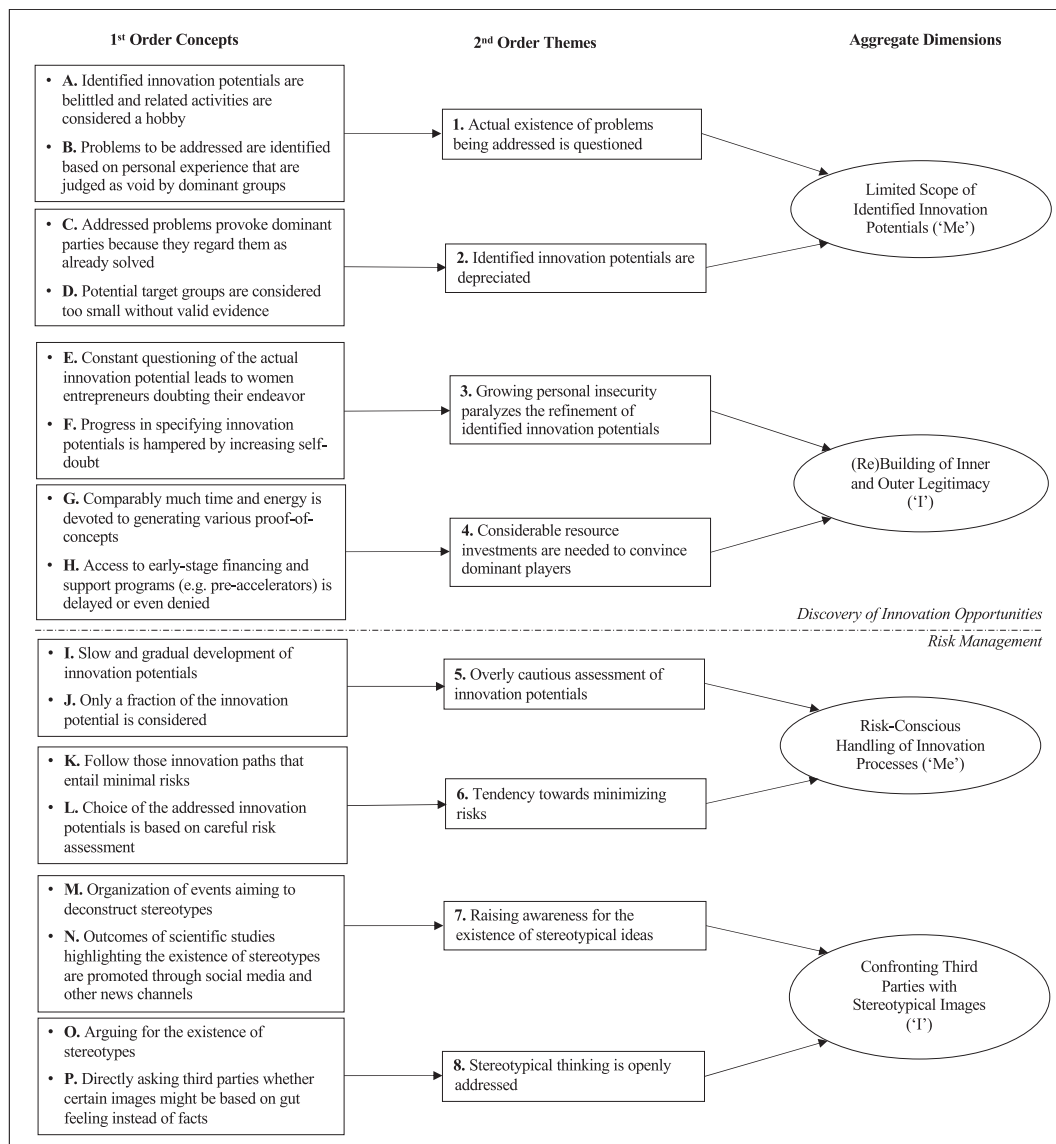 1st Order Concepts
2nd Order Themes
Aggregate Dimensions
• A. Identified innovation potentials are
belittled and related activities are
considered a hobby
• B. Problems to be addressed are identified
based on personal experience that are
judged as void by dominant groups
1. Actual existence of problems
being addressed is questioned
Limited Scope of
Identified Innovation
Potentials (‘Me’)
• C. Addressed problems provoke dominant
parties because they regard them as
already solved
• D. Potential target groups are considered
too small without valid evidence
2. Identified innovation potentials are
depreciated
• E. Constant questioning of the actual
innovation potential leads to women
entrepreneurs doubting their endeavor
• F. Progress in specifying innovation
potentials is hampered by increasing self-
doubt
3. Growing personal insecurity
paralyzes the refinement of
identified innovation potentials
(Re)Building of Inner
and Outer Legitimacy
(‘I’)
• G. Comparably much time and energy is
devoted to generating various proof-of-
concepts
• H. Access to early-stage financing and
support programs (e.g. pre-accelerators) is
delayed or even denied
4. Considerable resource
investments are needed to convince
dominant players
Discovery of Innovation Opportunities
Risk Management
• I. Slow and gradual development of
innovation potentials
• J. Only a fraction of the innovation
potential is considered
5. Overly cautious assessment of
innovation potentials
Risk-Conscious
Handling of Innovation
Processes (‘Me’)
• K. Follow those innovation paths that
entail minimal risks
• L. Choice of the addressed innovation
potentials is based on careful risk
assessment
6. Tendency towards minimizing
risks
• M. Organization of events aiming to
deconstruct stereotypes
• N. Outcomes of scientific studies
highlighting the existence of stereotypes
are promoted through social media and
other news channels
7. Raising awareness for the
existence of stereotypical ideas
Confronting Third
Parties with
Stereotypical Images
(‘I’)
• O. Arguing for the existence of
stereotypes
• P. Directly asking third parties whether
certain images might be based on gut
feeling instead of facts
8. Stereotypical thinking is openly
addressed